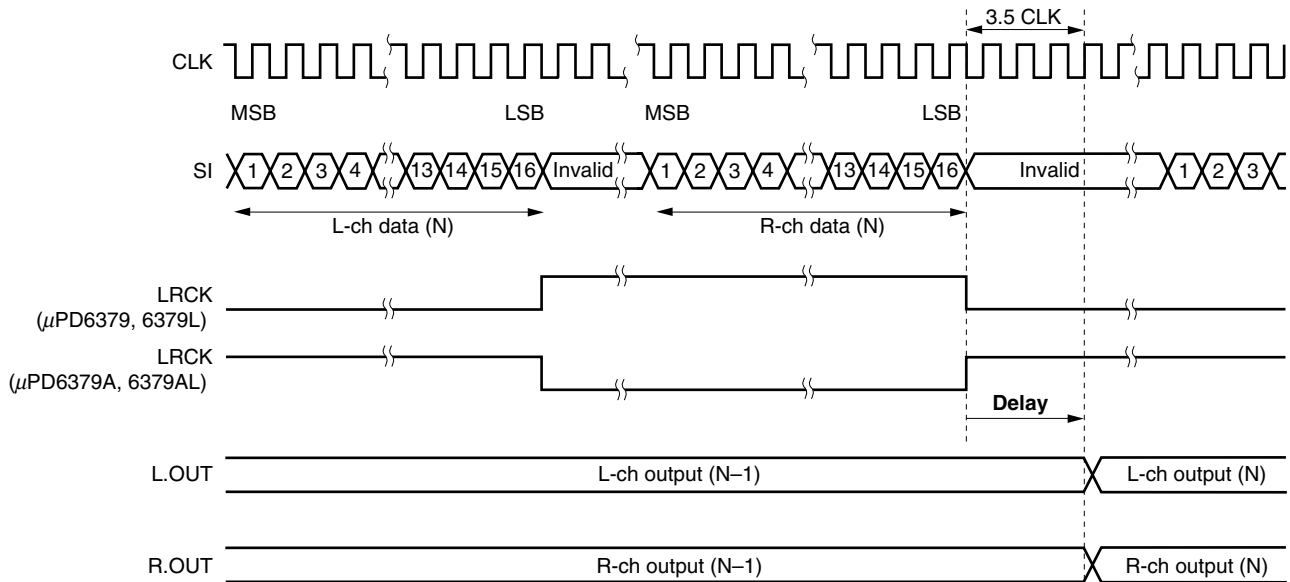 3.5 CLK
CLK
MSB LSB MSB LSB
SI 1 2 3 4 13 14 15 16 Invalid 1 2 3 4 13 14 15 16 Invalid 1 2 3
L-ch data (N) R-ch data (N)
LRCK
(μPD6379, 6379L)
LRCK
(μPD6379A, 6379AL)
Delay
L.OUT L-ch output (N–1) L-ch output (N)
R.OUT R-ch output (N–1) R-ch output (N)